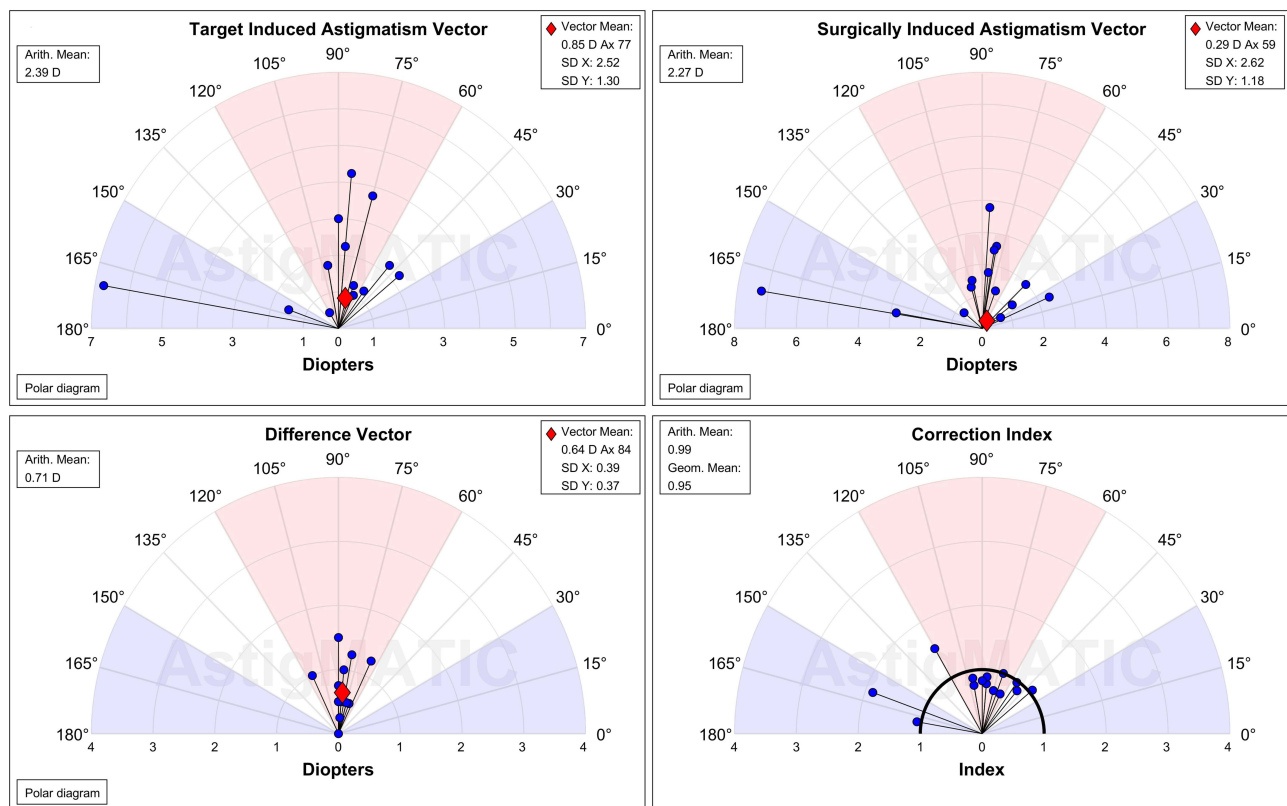 Target Induced Astigmatism Vector
Arith. Mean:
2.39 D
Vector Mean:
0.85 D Ax 77
SD X: 2.52
SD Y: 1.30
90°
105°
75°
120°
60°
135°
45°
150°
30°
165°
15°
180°
0°
AstigMATIC
7
5
3
1
0
1
3
5
7
Diopters
Polar diagram
Surgically Induced Astigmatism Vector
Arith. Mean:
2.27 D
Vector Mean:
0.29 D Ax 59
SD X: 2.62
SD Y: 1.18
90°
105°
75°
120°
60°
135°
45°
150°
30°
165°
15°
180°
0°
AstigMATIC
8
6
4
2
0
2
4
6
8
Diopters
Polar diagram
Difference Vector
Arith. Mean:
0.71 D
Vector Mean:
0.64 D Ax 84
SD X: 0.39
SD Y: 0.37
90°
105°
75°
120°
60°
135°
45°
150°
30°
165°
15°
180°
0°
AstigMATIC
4
3
2
1
0
1
2
3
4
Diopters
Polar diagram
Correction Index
Arith. Mean:
0.99
Geom. Mean:
0.95
90°
105°
75°
120°
60°
135°
45°
150°
30°
165°
15°
180°
0°
AstigMATIC
4
3
2
1
0
1
2
3
4
Index